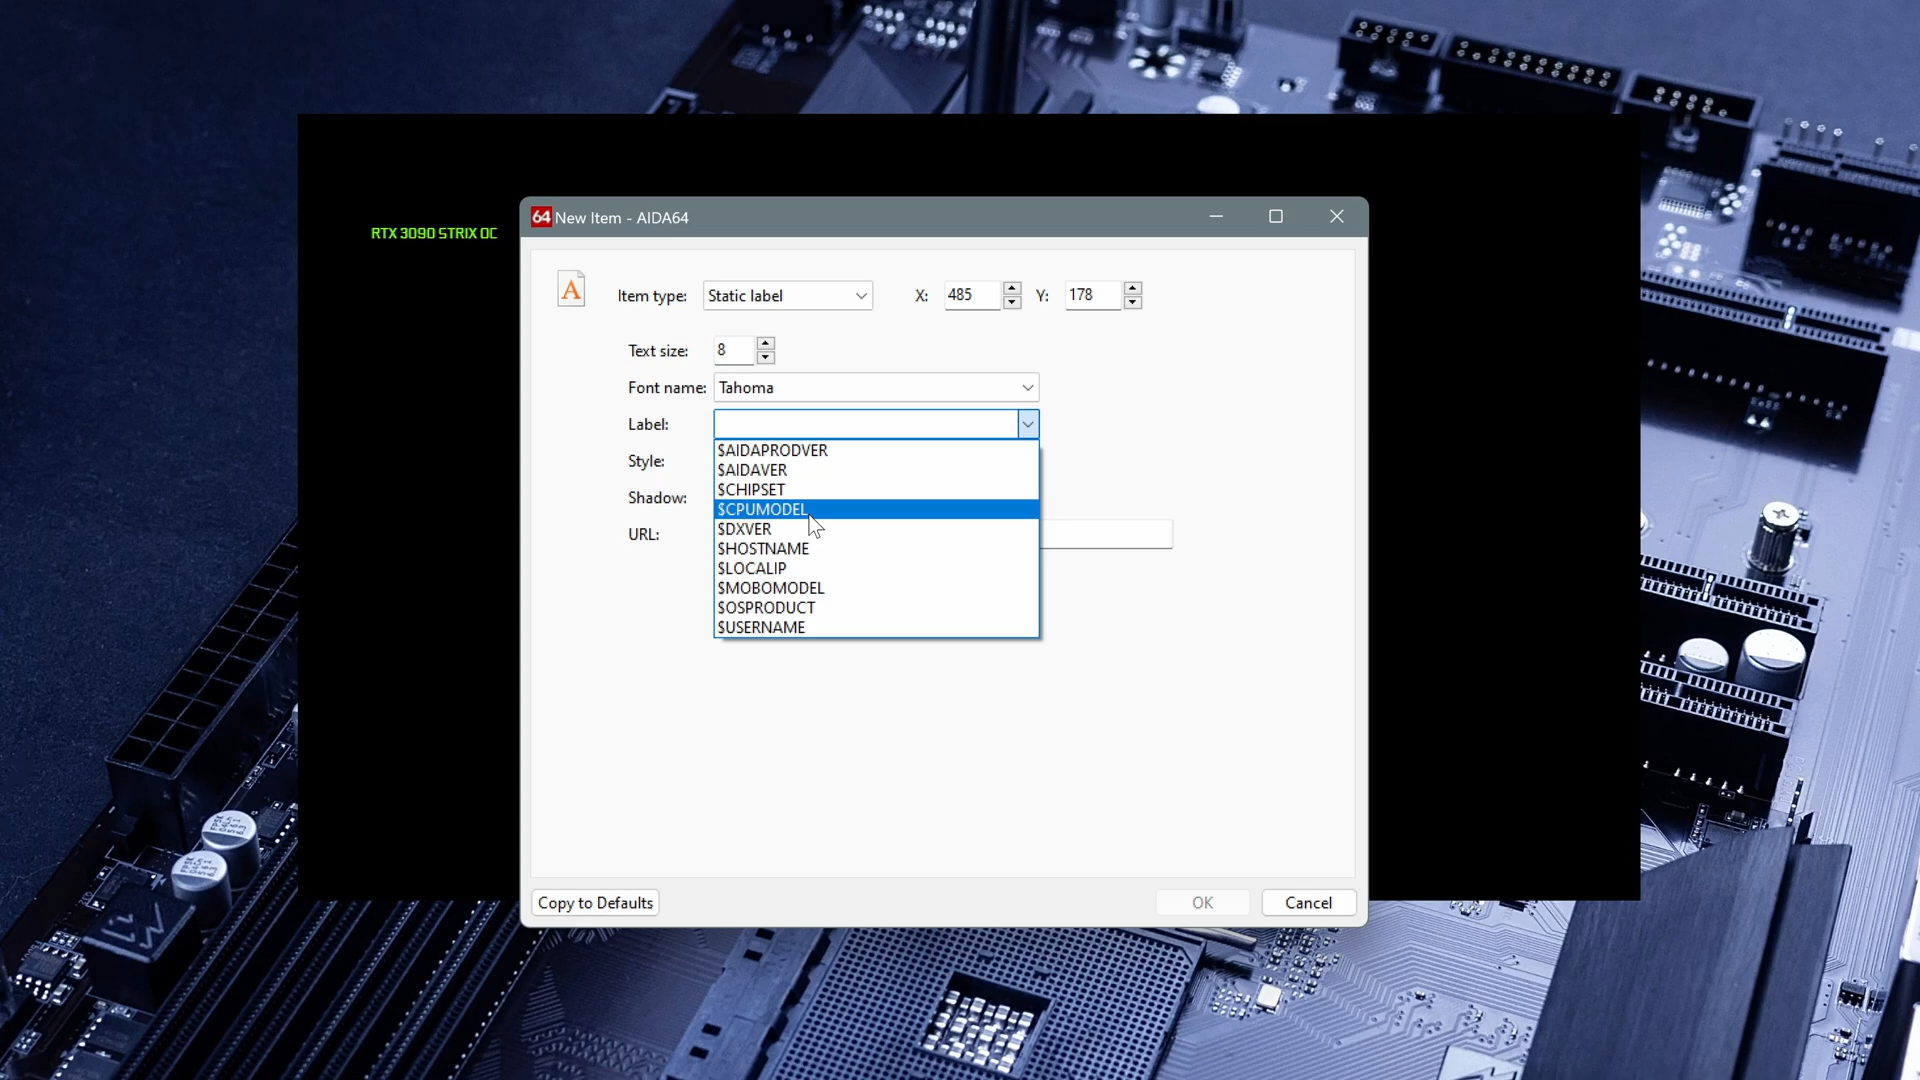 RTX 3090 STRIX OC
64 New Item - AIDA64
A
Item type: Static label X: 485 Y: 178
Text size: 8
Font name: Tahoma
Label:
$AIDAPRODVER
$AIDAVER
$CHIPSET
$CPUMODEL
$DXVER
$HOSTNAME
$LOCALIP
$MOBOMODEL
$OSPRODUCT
$USERNAME
Style:
Shadow:
URL:
Copy to Defaults OK Cancel